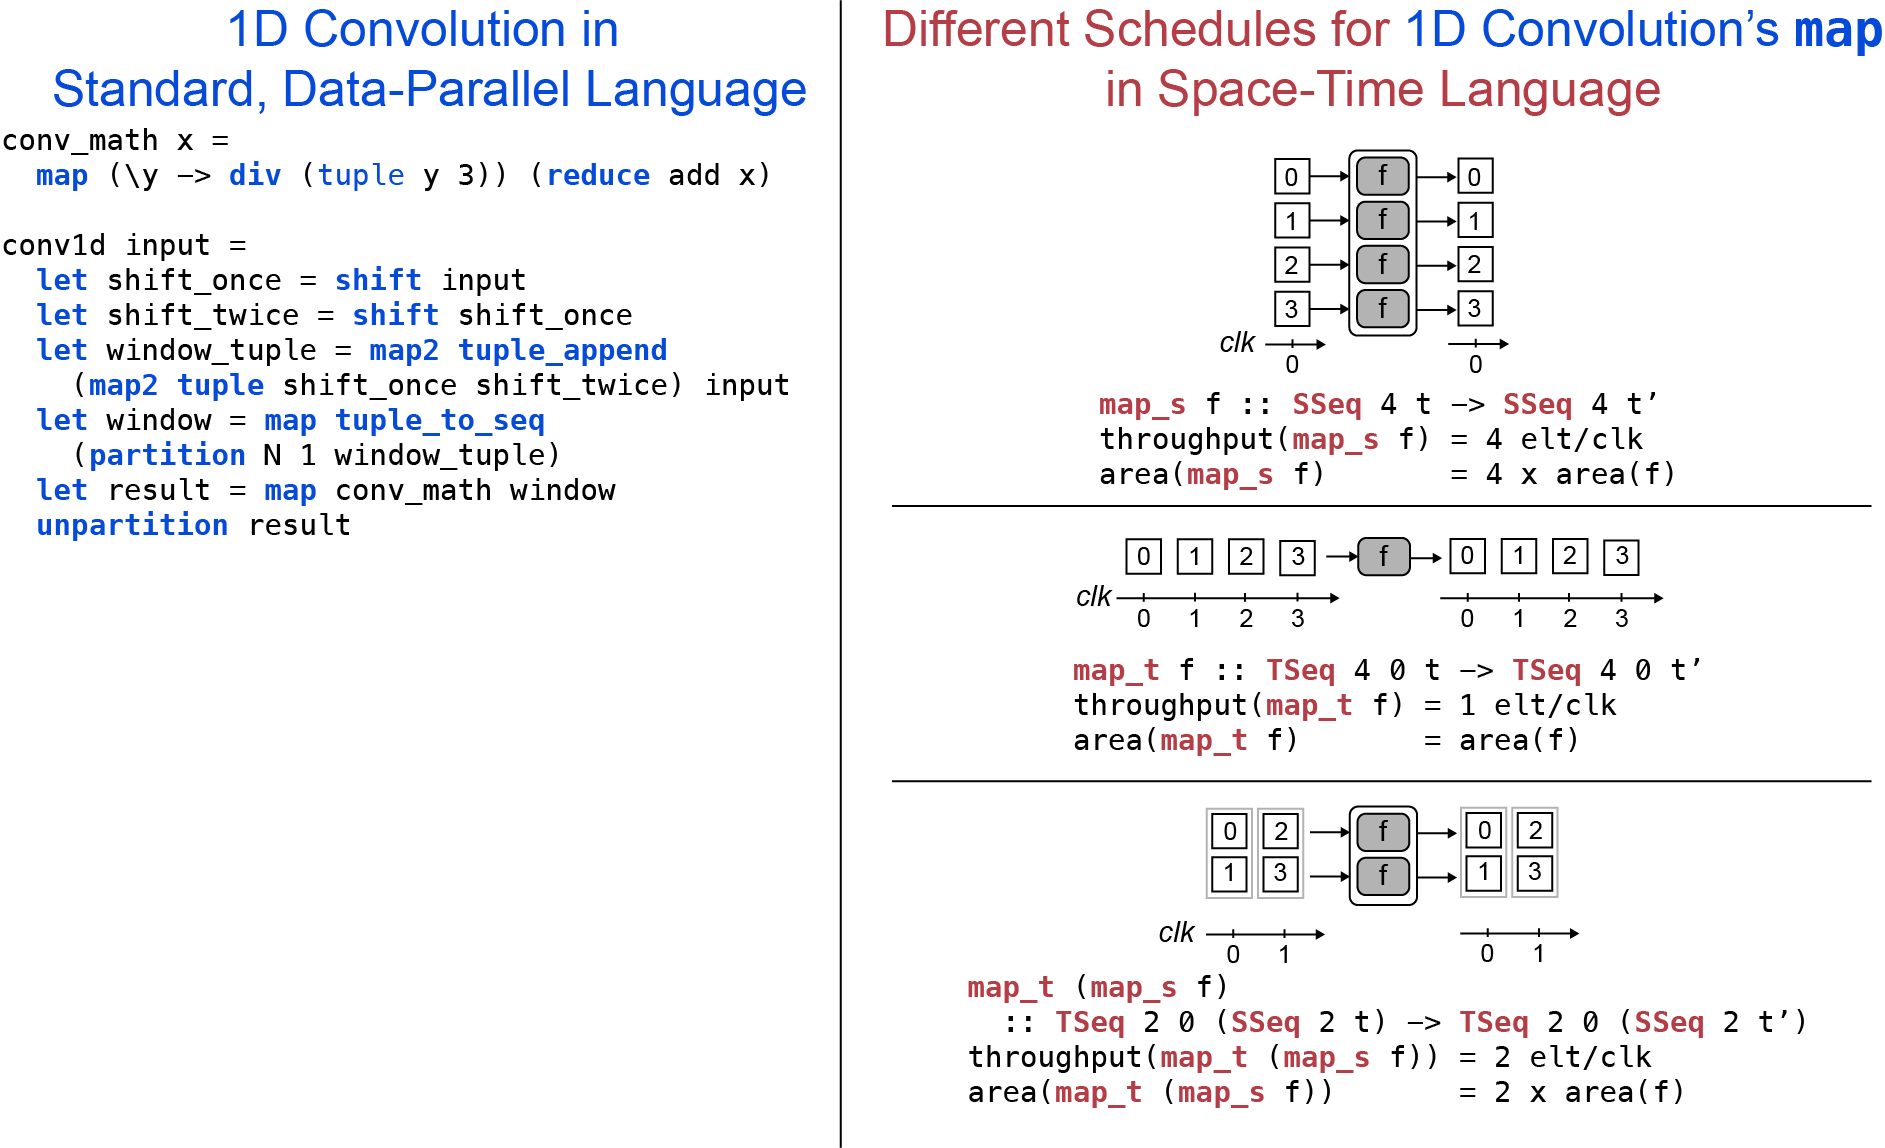 1D Convolution in
Standard, Data-Parallel Language
conv_math x =
  map (\y –> div (tuple y 3)) (reduce add x)
conv1d input =
  let shift_once = shift input
  let shift_twice = shift shift_once
  let window_tuple = map2 tuple_append
    (map2 tuple shift_once shift_twice) input
  let window = map tuple_to_seq
    (partition N 1 window_tuple)
  let result = map conv_math window
  unpartition result
Different Schedules for 1D Convolution’s map
in Space-Time Language
0 f 0
1 f 1
2 f 2
3 f 3
clk
0 0
map_s f :: SSeq 4 t –> SSeq 4 t’
throughput(map_s f) = 4 elt/clk
area(map_s f) = 4 x area(f)
0 1 2 3 f 0 1 2 3
clk
0 1 2 3 0 1 2 3
map_t f :: TSeq 4 0 t –> TSeq 4 0 t’
throughput(map_t f) = 1 elt/clk
area(map_t f) = area(f)
0 2 f 0 2
1 3 f 1 3
clk
0 1 0 1
map_t (map_s f)
  :: TSeq 2 0 (SSeq 2 t) –> TSeq 2 0 (SSeq 2 t’)
throughput(map_t (map_s f)) = 2 elt/clk
area(map_t (map_s f)) = 2 x area(f)